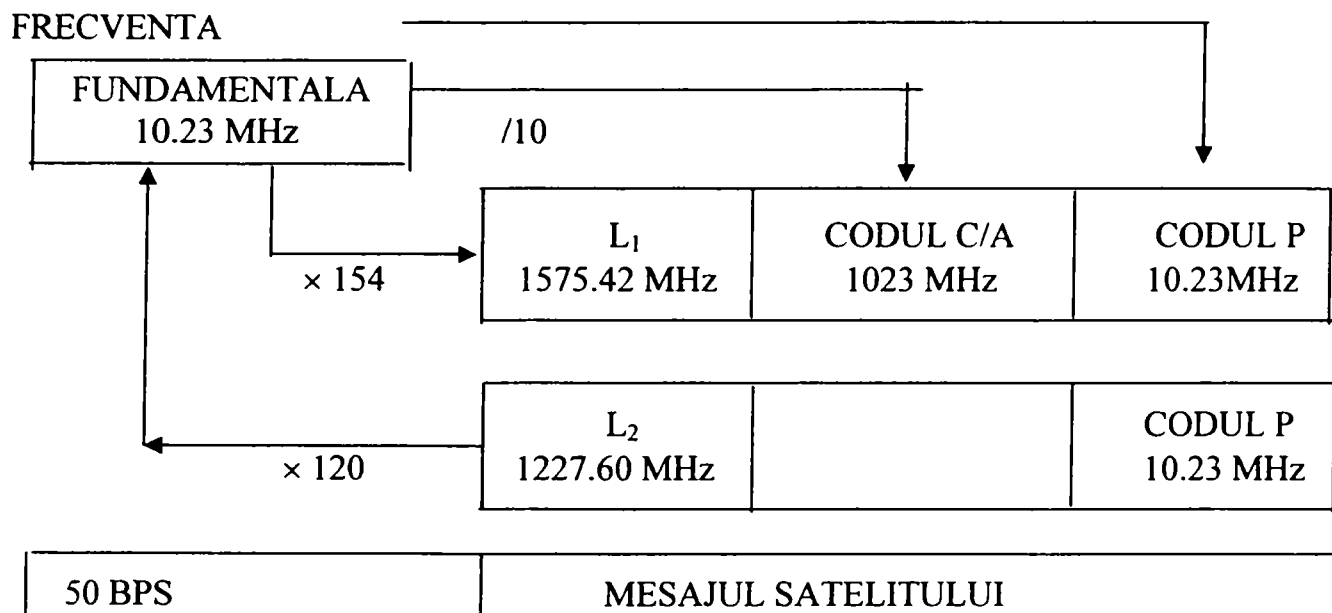 FRECVENTA
FUNDAMENTALA
10.23 MHz
/10
× 154
L₁
1575.42 MHz
CODUL C/A
1023 MHz
CODUL P
10.23MHz
× 120
L₂
1227.60 MHz
CODUL P
10.23 MHz
50 BPS
MESAJUL SATELITULUI